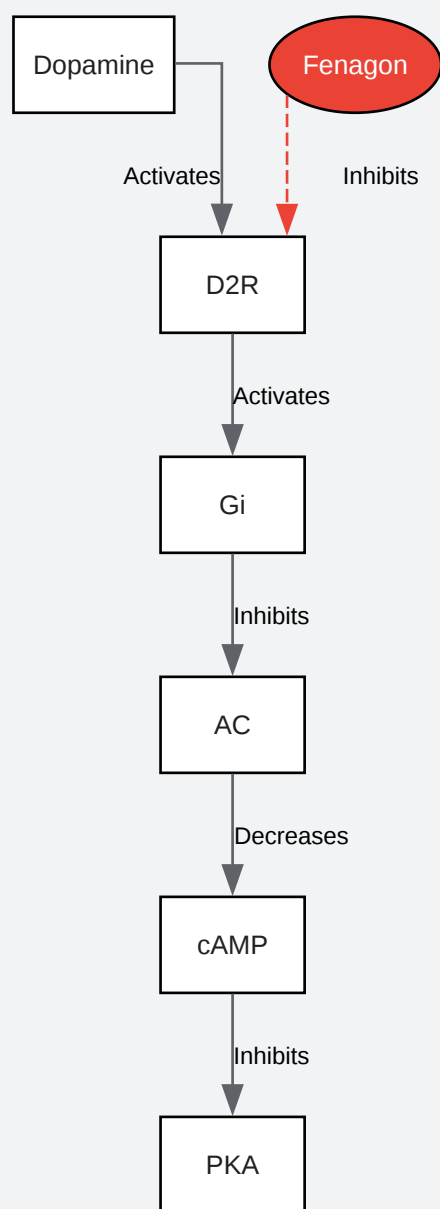 Dopamine
Fenagon
Activates
Inhibits
D2R
Activates
Gi
Inhibits
AC
Decreases
cAMP
Inhibits
PKA